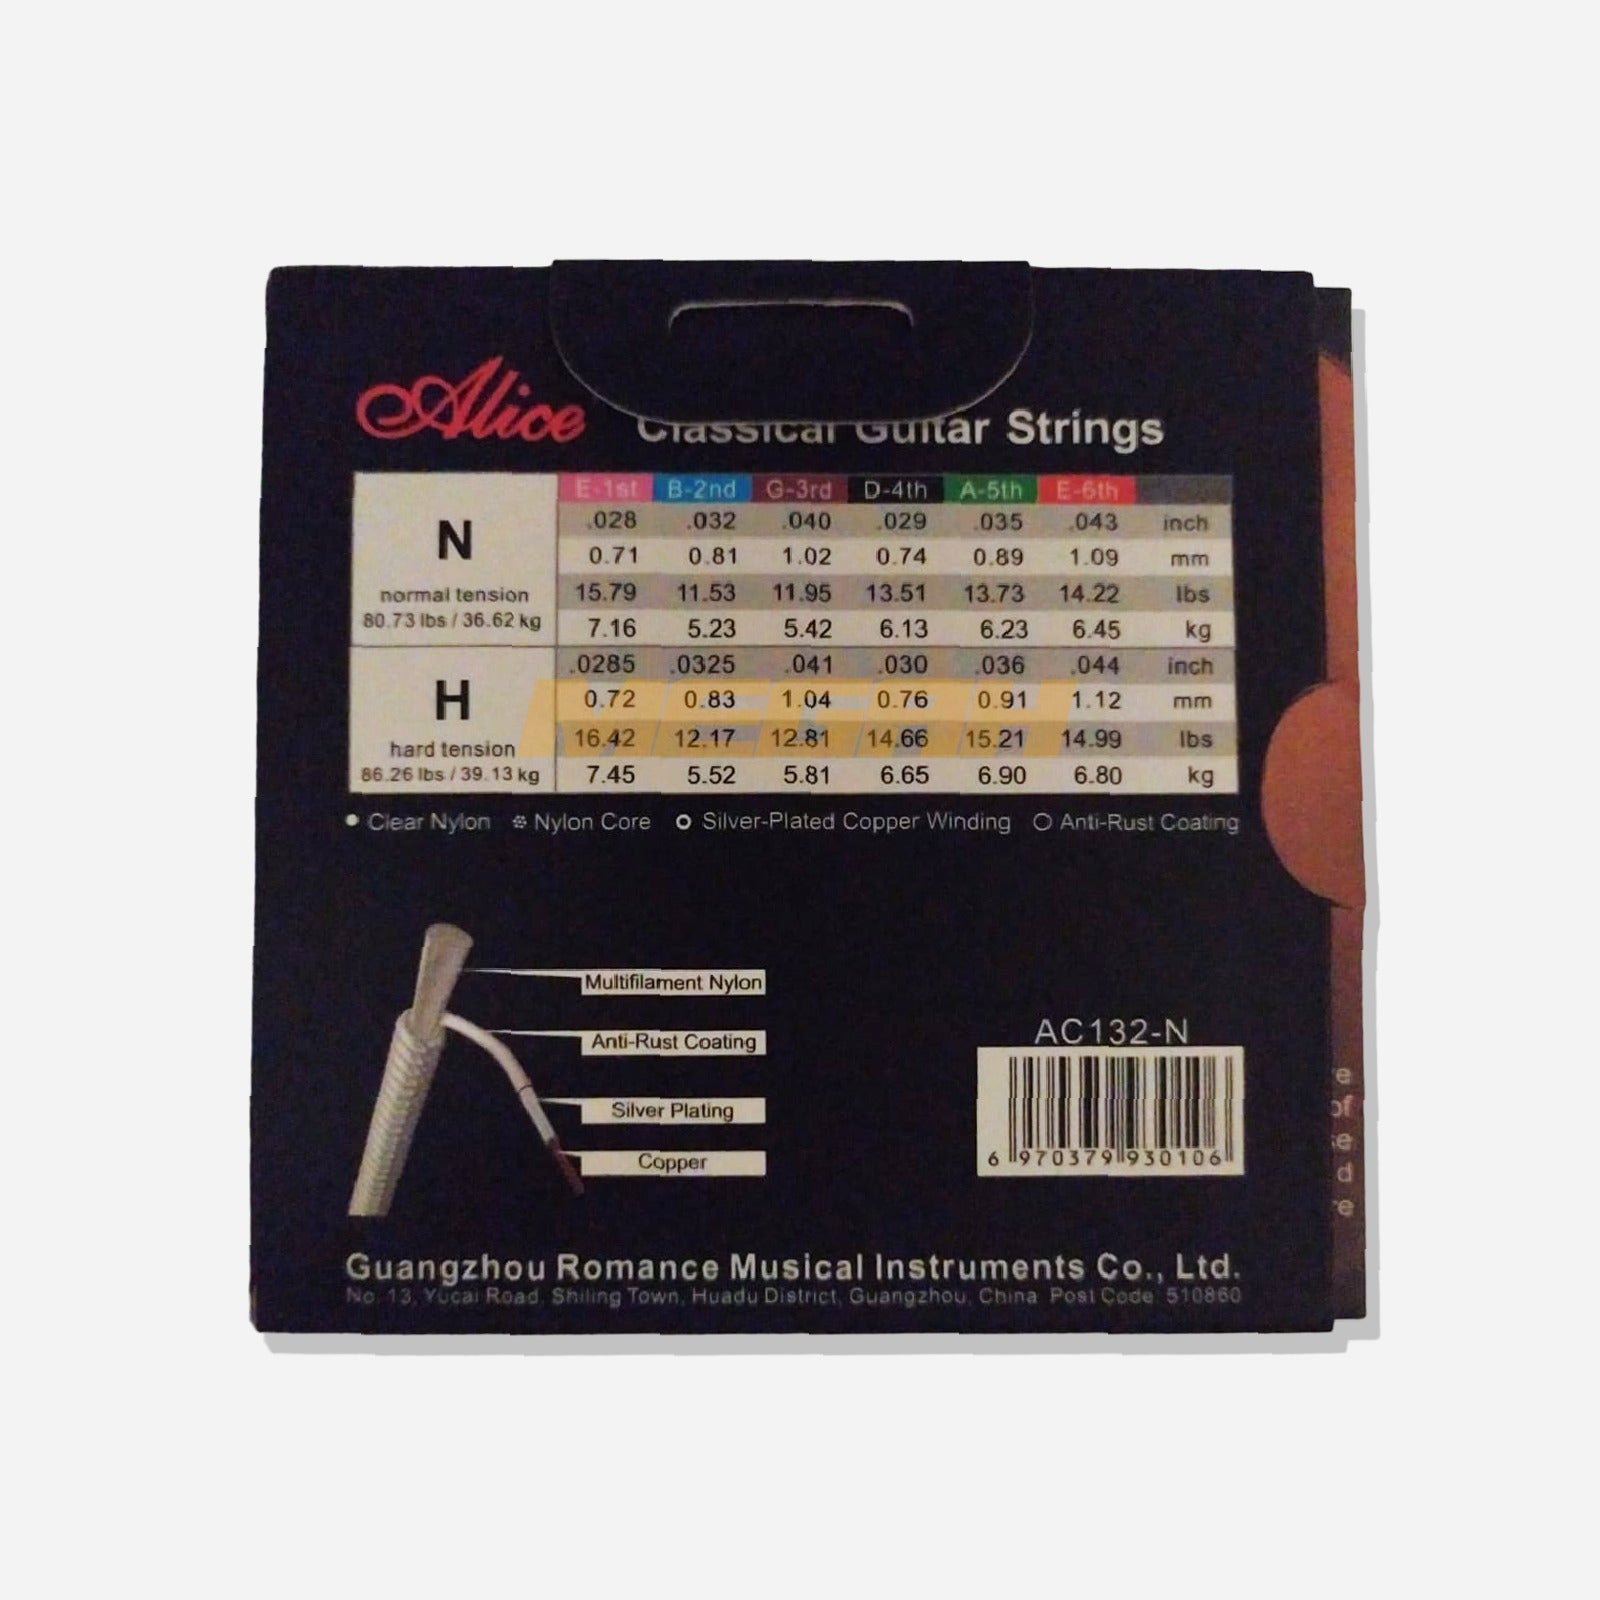 Alice Classical Guitar Strings
E-1st B-2nd G-3rd D-4th A-5th E-6th
N
normal tension
80.73 lbs / 36.62 kg
.028 .032 .040 .029 .035 .043 inch
0.71 0.81 1.02 0.74 0.89 1.09 mm
15.79 11.53 11.95 13.51 13.73 14.22 lbs
7.16 5.23 5.42 6.13 6.23 6.45 kg
H
hard tension
86.26 lbs / 39.13 kg
.0285 .0325 .041 .030 .036 .044 inch
0.72 0.83 1.04 0.76 0.91 1.12 mm
16.42 12.17 12.81 14.66 15.21 14.99 lbs
7.45 5.52 5.81 6.65 6.90 6.80 kg
MEGAH
Clear Nylon Nylon Core Silver-Plated Copper Winding Anti-Rust Coating
Multifilament Nylon
Anti-Rust Coating
Silver Plating
Copper
AC132-N
6 970379 930106
Guangzhou Romance Musical Instruments Co., Ltd.
No. 13, Yucai Road, Shiling Town, Huadu District, Guangzhou, China Post Code 510860